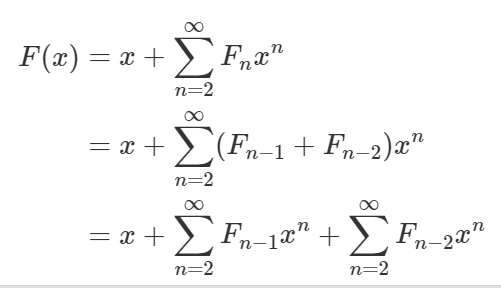 F(x) = x + ∑_{n=2}^{∞} F_n x^n
= x + ∑_{n=2}^{∞} (F_{n−1} + F_{n−2})x^n
= x + ∑_{n=2}^{∞} F_{n−1}x^n + ∑_{n=2}^{∞} F_{n−2}x^n